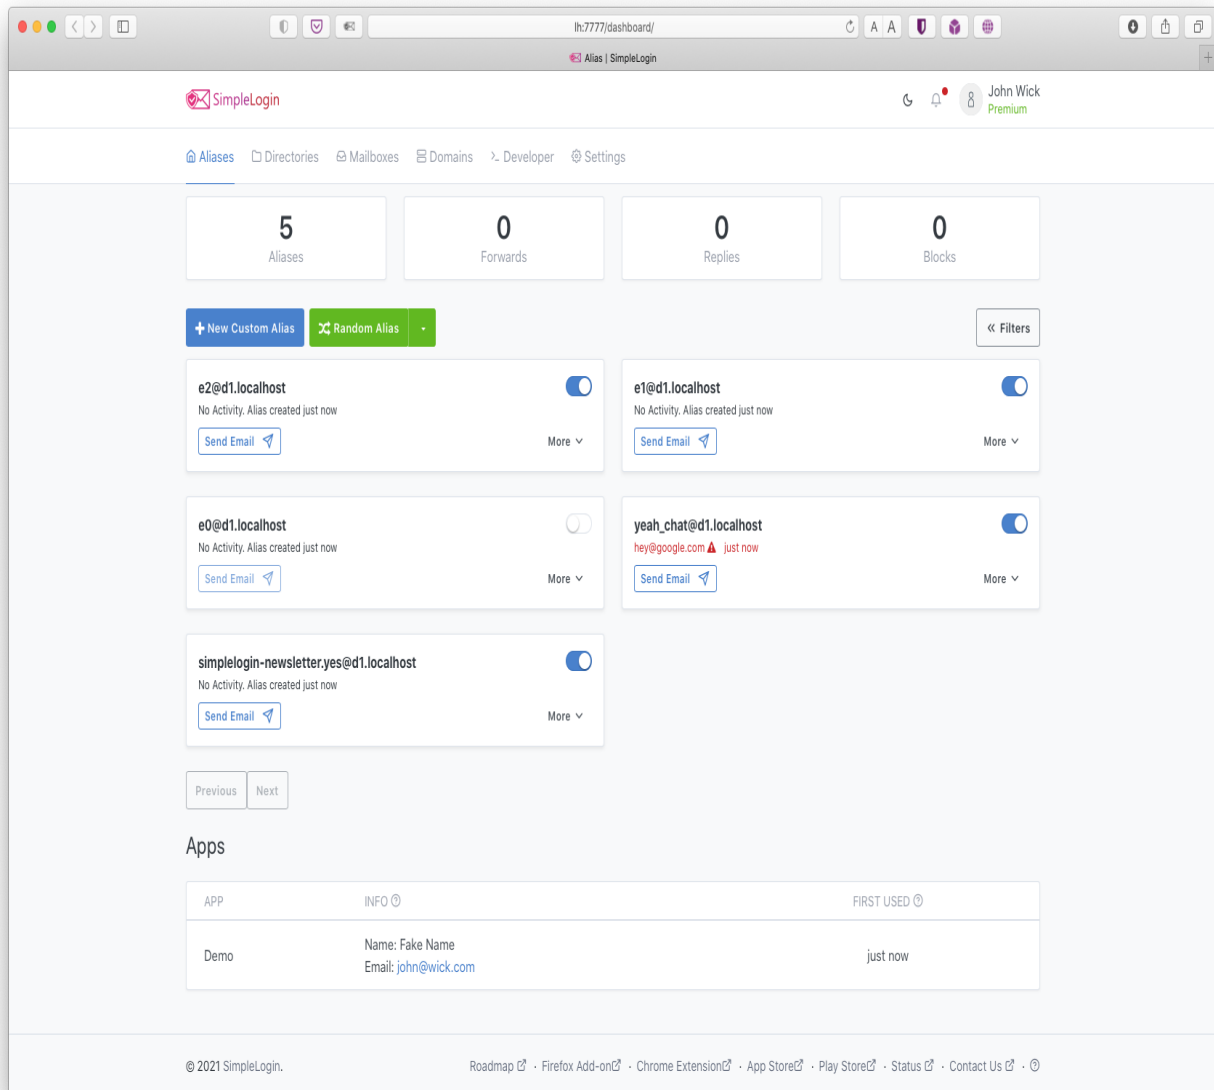 lh:7777/dashboard/
A A
Alias | SimpleLogin
SimpleLogin
John Wick
Premium
Aliases Directories Mailboxes Domains Developer Settings
5 0 0 0
Aliases Forwards Replies Blocks
New Custom Alias Random Alias Filters
e2@d1.localhost
No Activity. Alias created just now
Send Email More
e1@d1.localhost
No Activity. Alias created just now
Send Email More
e0@d1.localhost
No Activity. Alias created just now
Send Email More
yeah_chat@d1.localhost
hey@google.com just now
Send Email More
simplelogin-newsletter.yes@d1.localhost
No Activity. Alias created just now
Send Email More
Previous Next
Apps
APP INFO FIRST USED
Demo
Name: Fake Name
Email: john@wick.com
just now
© 2021 SimpleLogin. Roadmap · Firefox Add-on · Chrome Extension · App Store · Play Store · Status · Contact Us ·